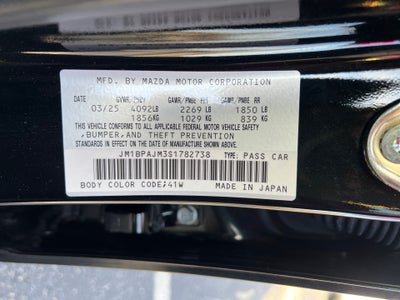 MFD. BY MAZDA MOTOR CORPORATION
GVWR/PNBV GAWR/PNBE FRT GAWR/PNBE RR
03/25 4092LB 2269 LB 1850 LB
1856KG 1029 KG 839 KG
THIS VEHICLE CONFORMS TO ALL APPLICABLE FEDERAL MOTOR VEHICLE SAFETY
,BUMPER,AND THEFT PREVENTION
STANDARDS IN EFFECT ON THE DATE OF MANUFACTURE SHOWN ABOVE.
JM1BPAJM3S1782738 TYPE: PASS CAR
BODY COLOR CODE;41W MADE IN JAPAN